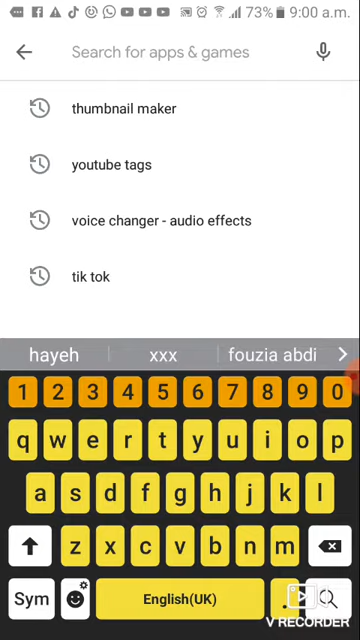 73% 9:00 a.m.
Search for apps & games
thumbnail maker
youtube tags
voice changer - audio effects
tik tok
hayeh xxx fouzia abdi
1 2 3 4 5 6 7 8 9 0
q w e r t y u i o p
a s d f g h j k l
z x c v b n m
Sym English(UK) .
V RECORDER